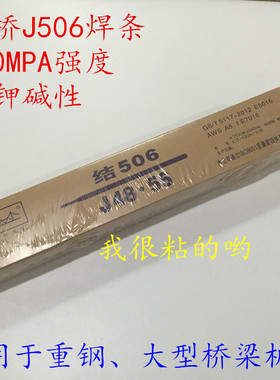 桥J506焊条
0MPA强度
钾碱性
GB/T 5117-2012 E5016
AWS A5.1 E7016
结506
J48·5S
我很粘的哟
用于重钢、大型桥梁机